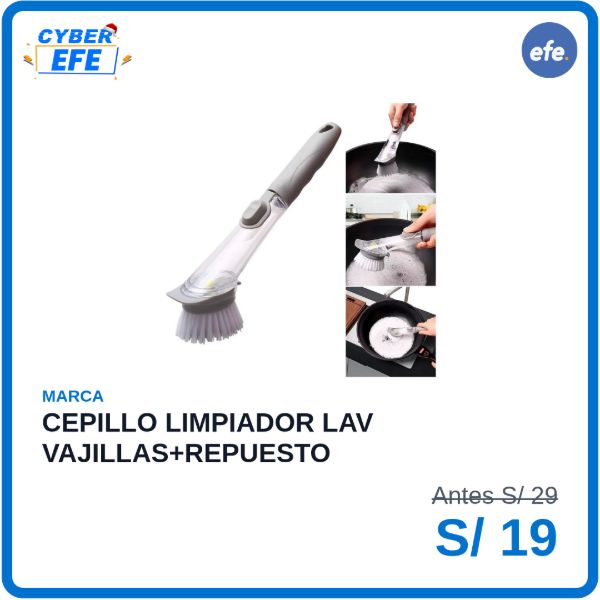 CYBER
EFE
efe.
MARCA
CEPILLO LIMPIADOR LAV
VAJILLAS+REPUESTO
Antes S/ 29
S/ 19